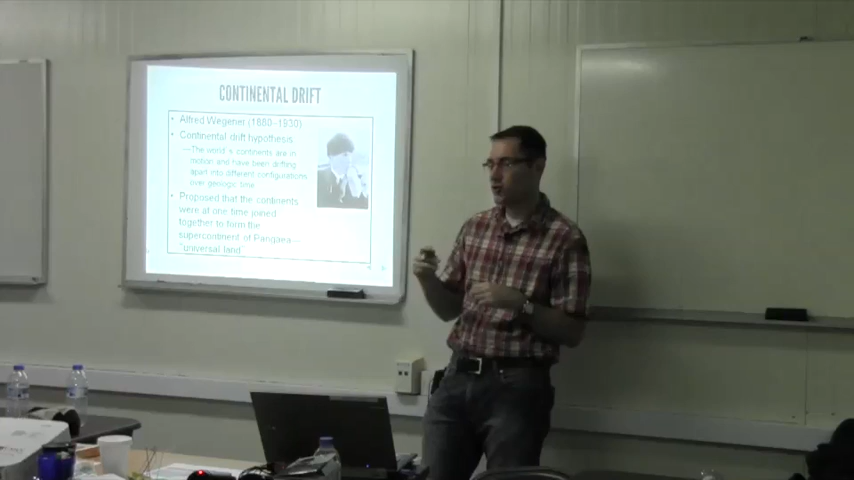 CONTINENTAL DRIFT
• Alfred Wegener (1880–1930)
• Continental drift hypothesis
–The world's continents are in
motion and have been drifting
apart into different configurations
over geologic time.
• Proposed that the continents
were at one time joined
together to form the
supercontinent of Pangaea –
"universal land"